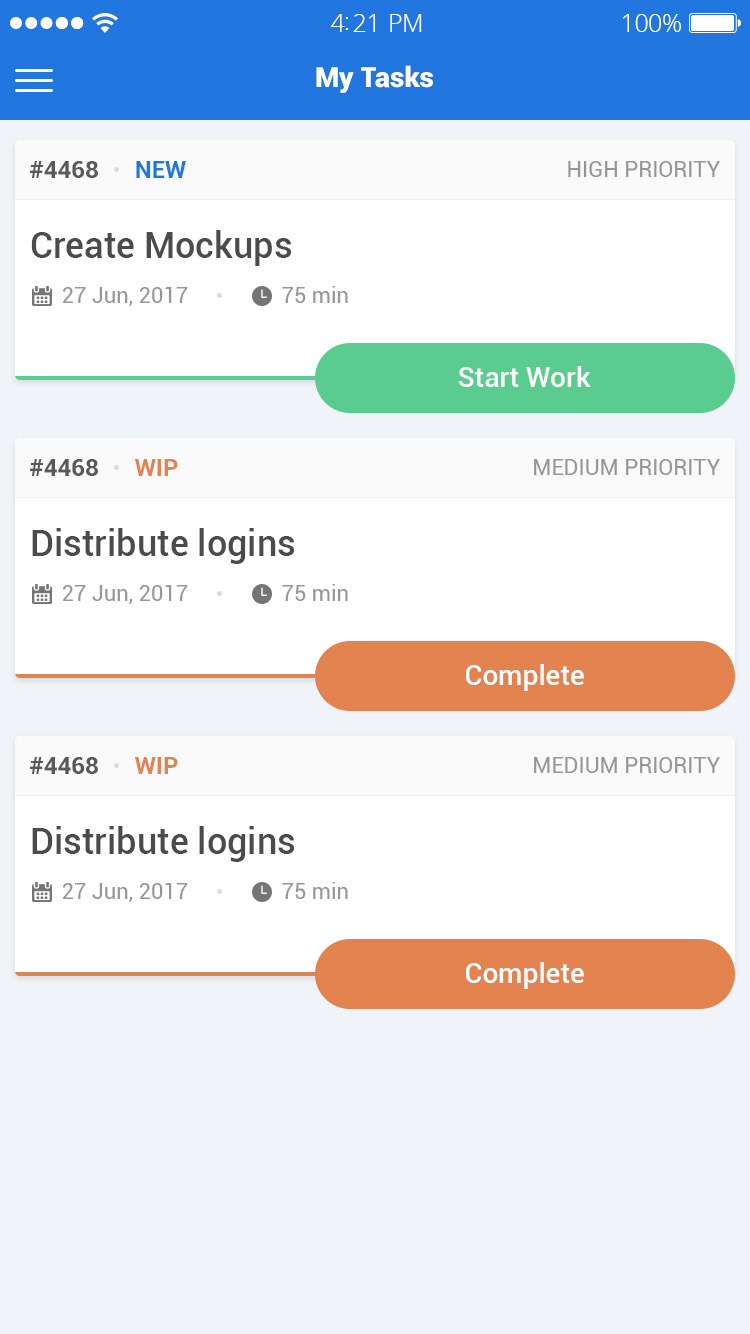 4:21 PM 100%
My Tasks
#4468 • NEW HIGH PRIORITY
Create Mockups
27 Jun, 2017 • 75 min
Start Work
#4468 • WIP MEDIUM PRIORITY
Distribute logins
27 Jun, 2017 • 75 min
Complete
#4468 • WIP MEDIUM PRIORITY
Distribute logins
27 Jun, 2017 • 75 min
Complete